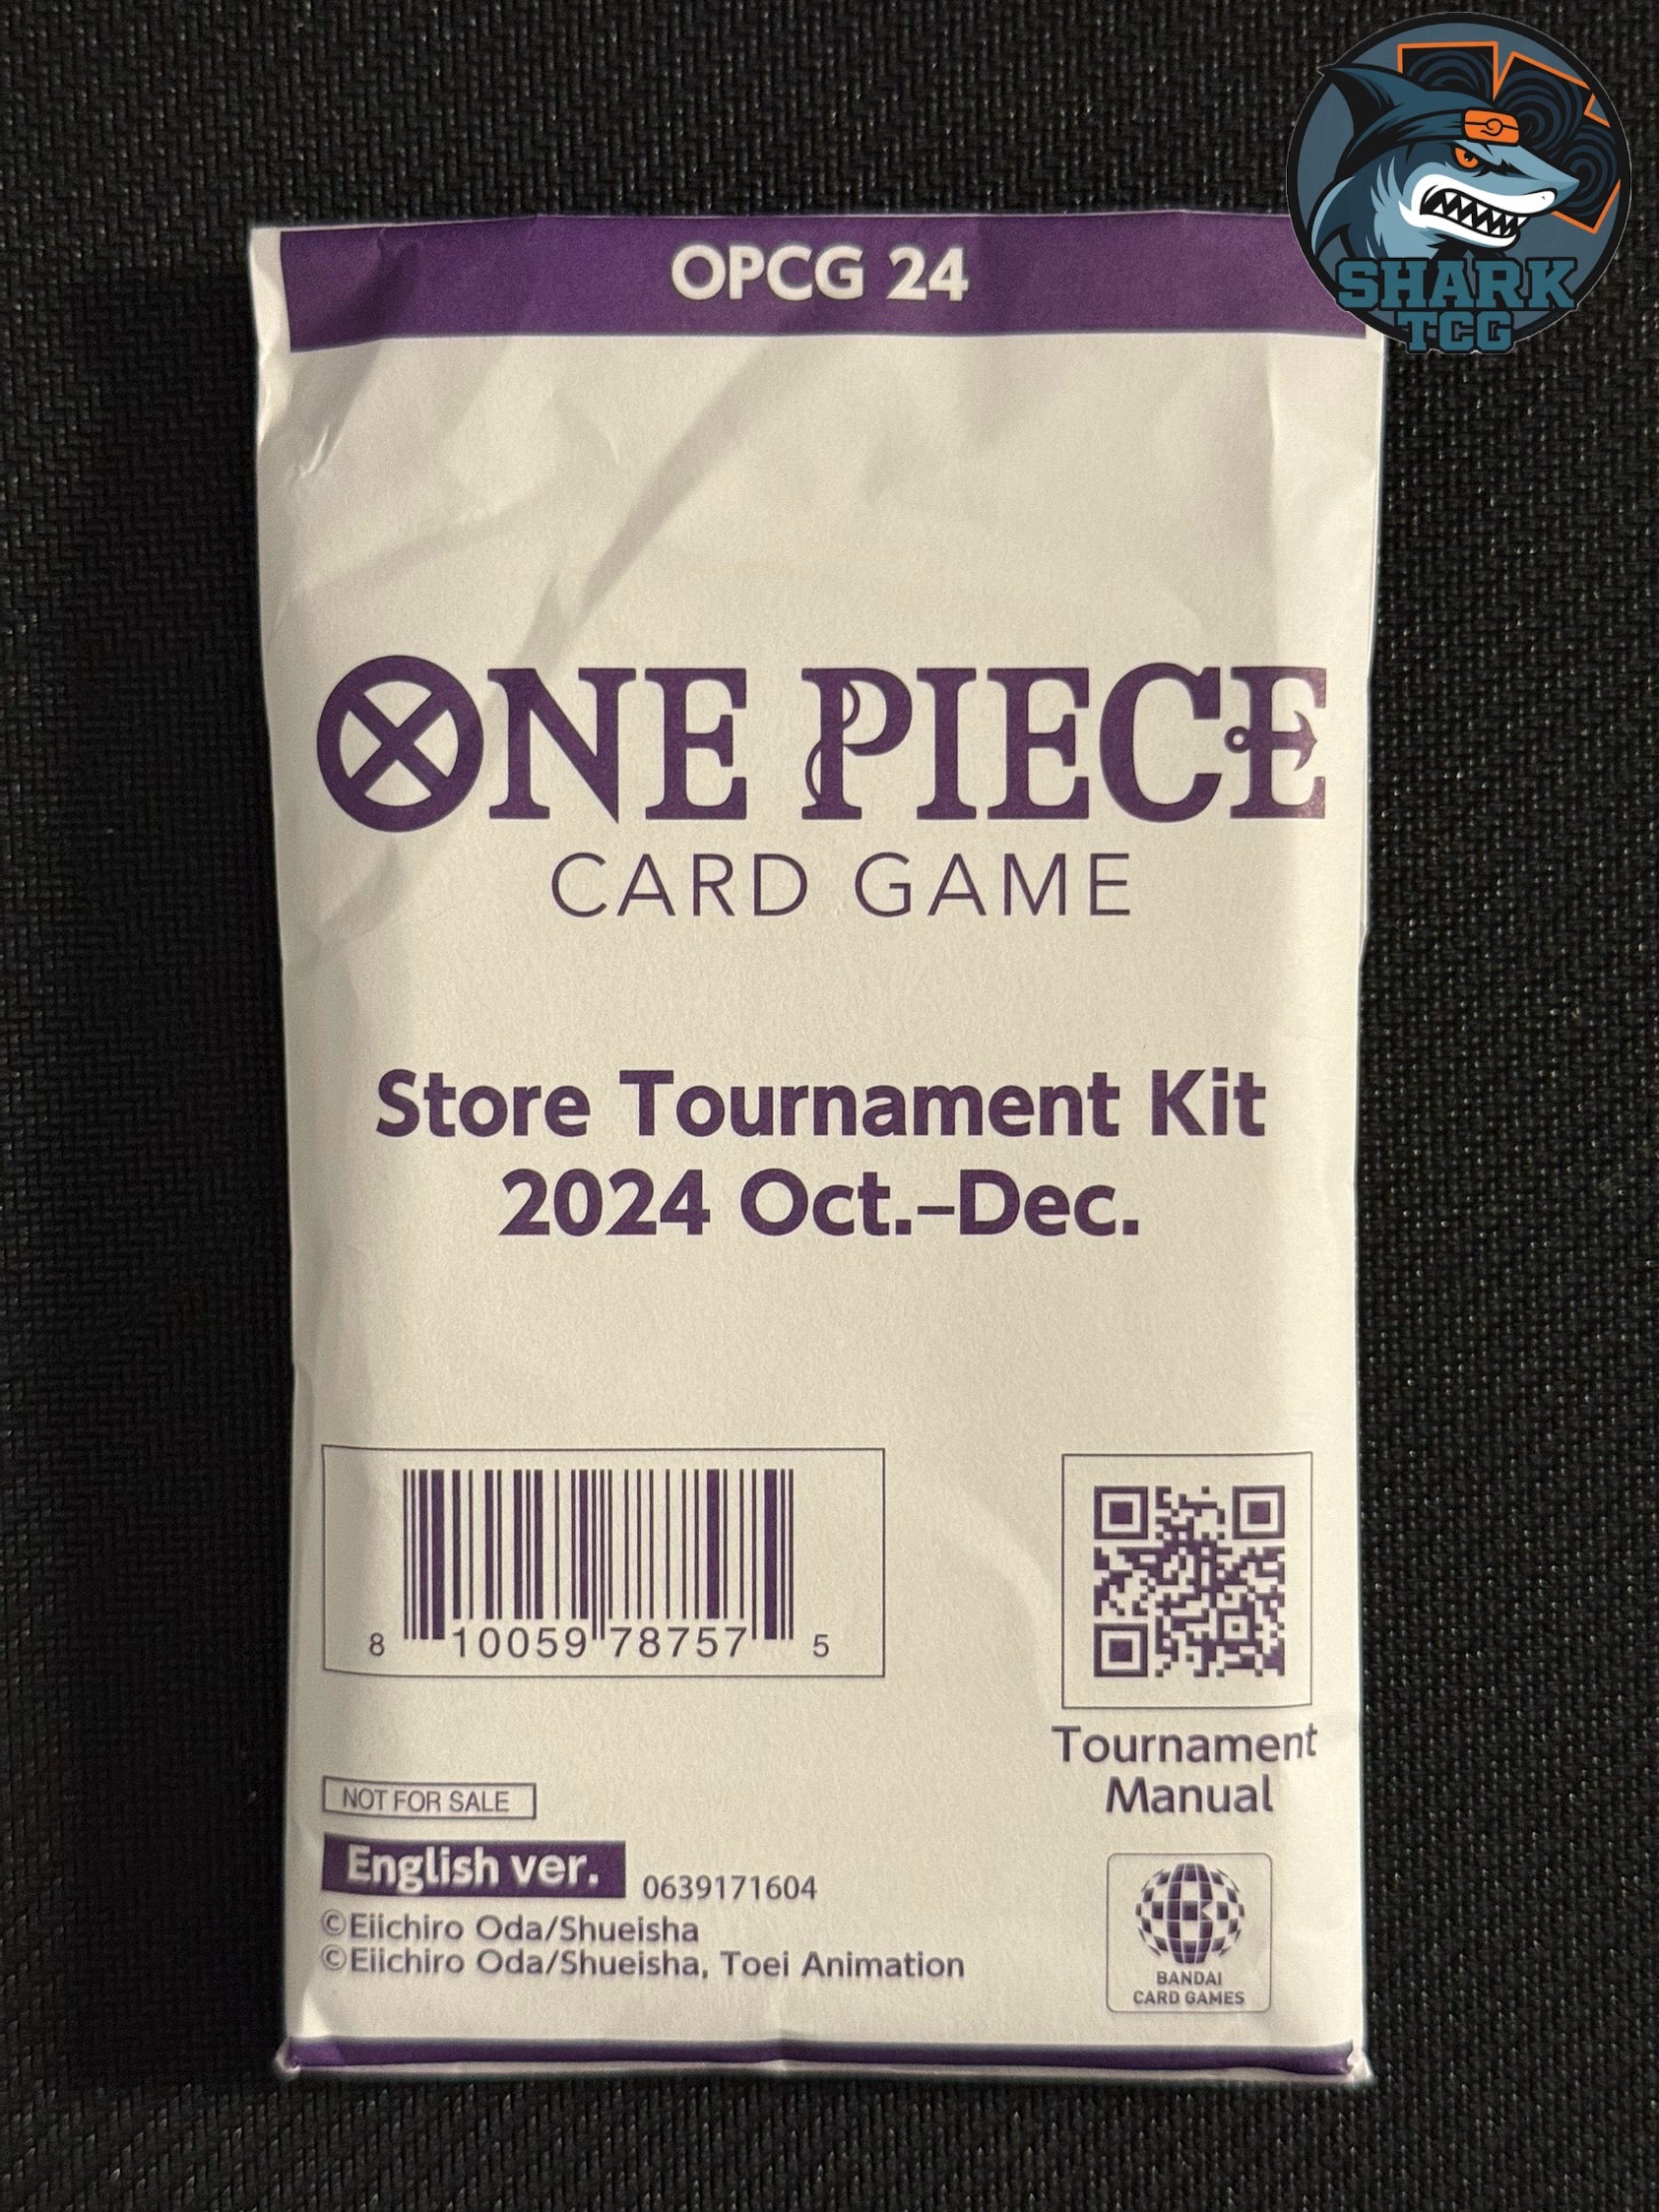 SHARK
TCG
OPCG 24
ONE PIECE
CARD GAME
Store Tournament Kit
2024 Oct.–Dec.
8 10059 78757 5
Tournament
Manual
NOT FOR SALE
English ver. 0639171604
©Eiichiro Oda/Shueisha
©Eiichiro Oda/Shueisha, Toei Animation
BANDAI
CARD GAMES